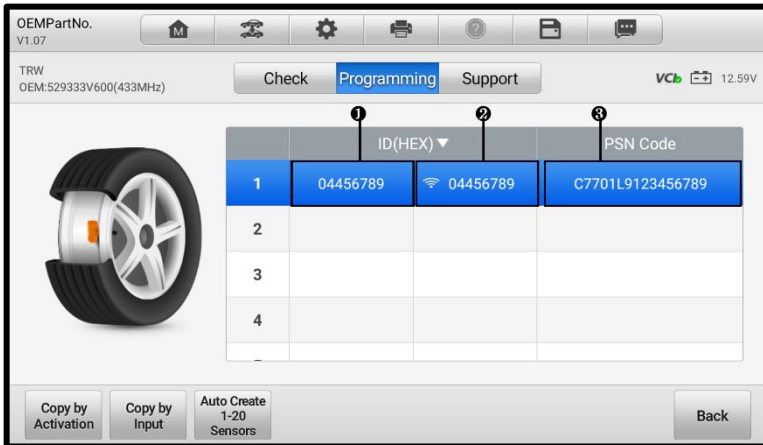 OEMPartNo.
V1.07
M
?
TRW
OEM:529333V600(433MHz)
Check Programming Support
VCI 12.59V
❶ ❷ ❸
ID(HEX) ▼ PSN Code
1 04456789 04456789 C7701L9123456789
2
3
4
Copy by
Activation
Copy by
Input
Auto Create
1-20
Sensors
Back